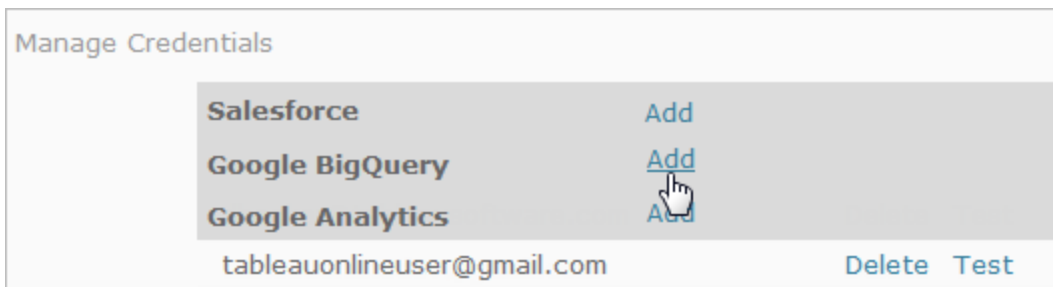 Manage Credentials
Salesforce Add
Google BigQuery Add
Google Analytics Add
tableauonlineuser@gmail.com Delete Test